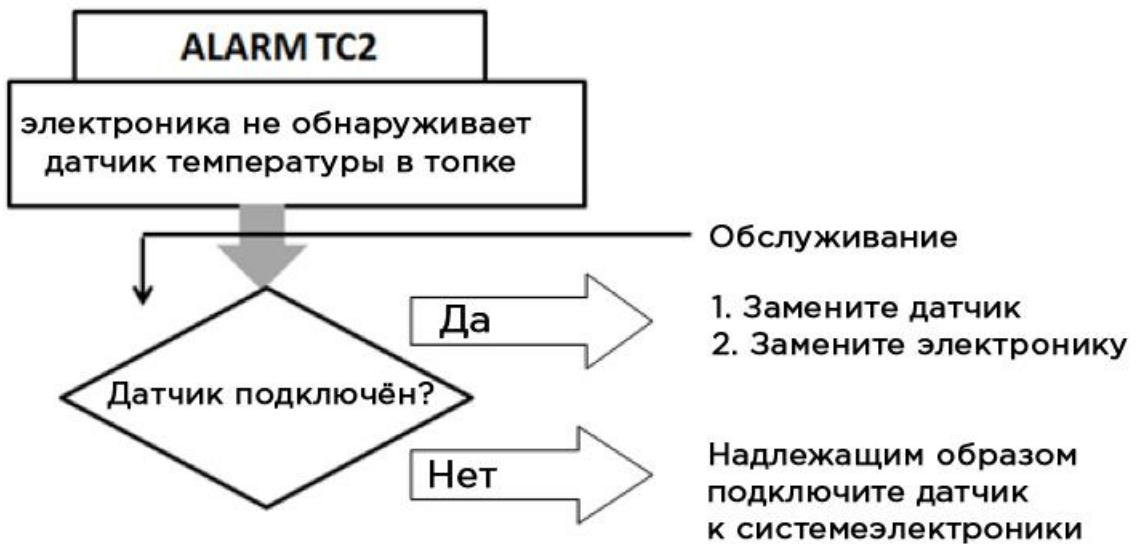 ALARM TC2
электроника не обнаруживает
датчик температуры в топке
Обслуживание
Да
1. Замените датчик
2. Замените электронику
Датчик подключён?
Нет
Надлежащим образом
подключите датчик
к системеэлектроники